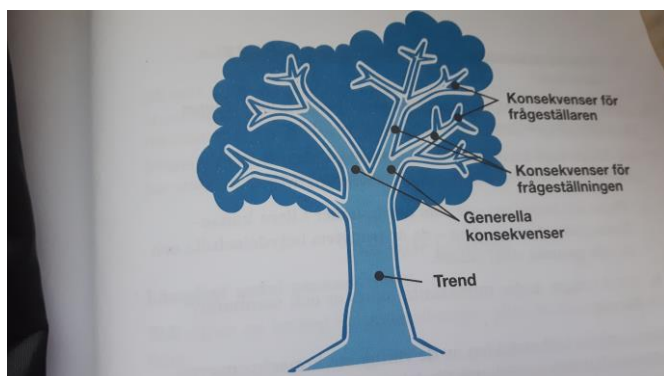 Konsekvenser för
frågeställaren
Konsekvenser för
frågeställningen
Generella
konsekvenser
Trend